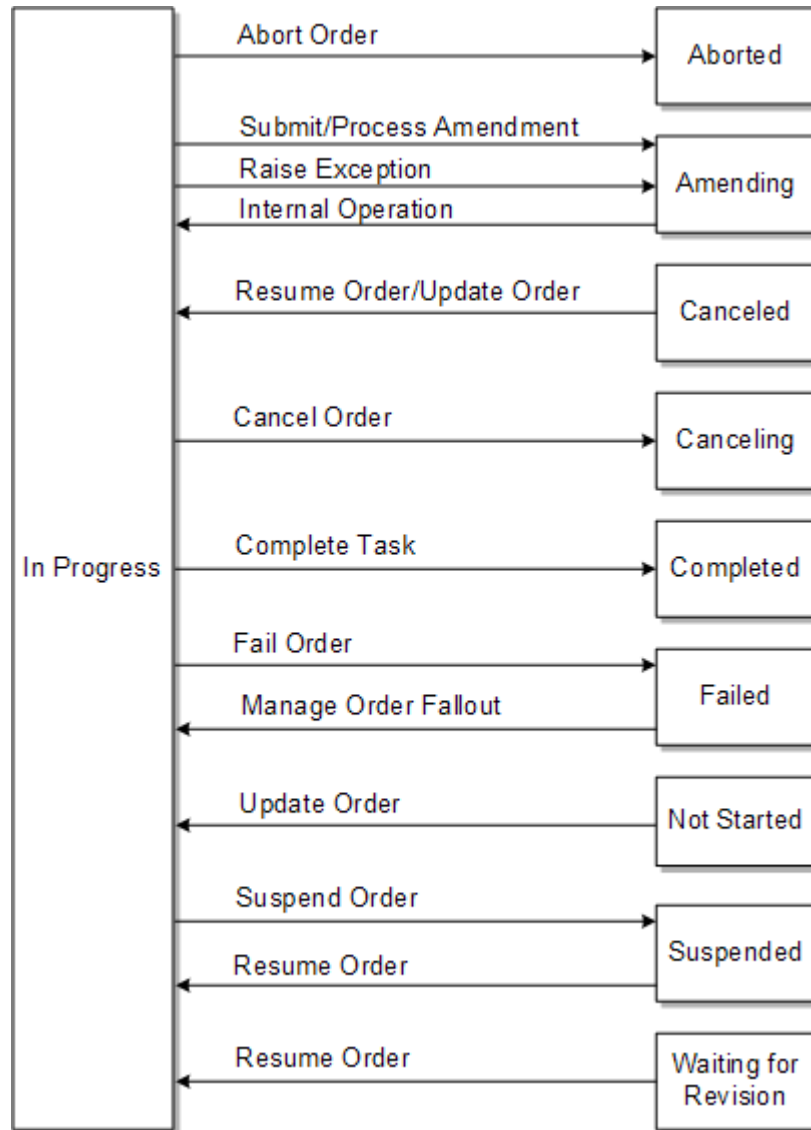 Abort Order
Aborted
Submit/Process Amendment
Raise Exception
Amending
Internal Operation
Resume Order/Update Order
Canceled
Cancel Order
Canceling
Complete Task
In Progress
Completed
Fail Order
Failed
Manage Order Fallout
Update Order
Not Started
Suspend Order
Suspended
Resume Order
Resume Order
Waiting for
Revision